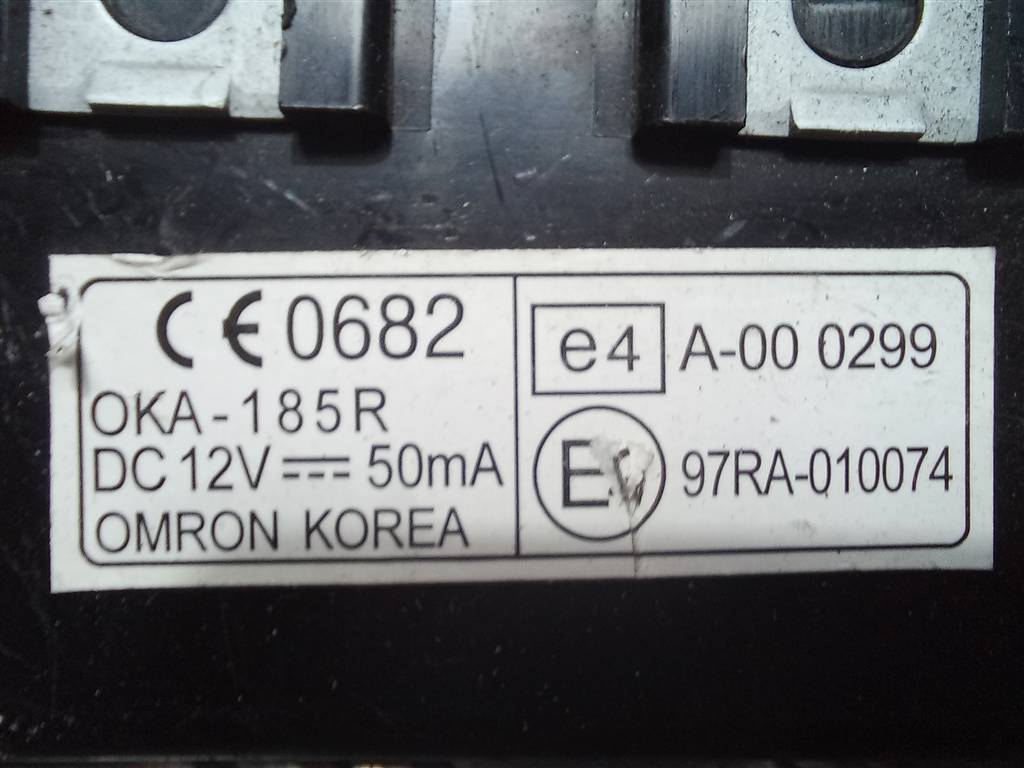 CE 0682
OKA-185R
DC 12V ⎓ 50mA
OMRON KOREA
e4 A-00 0299
E 97RA-010074